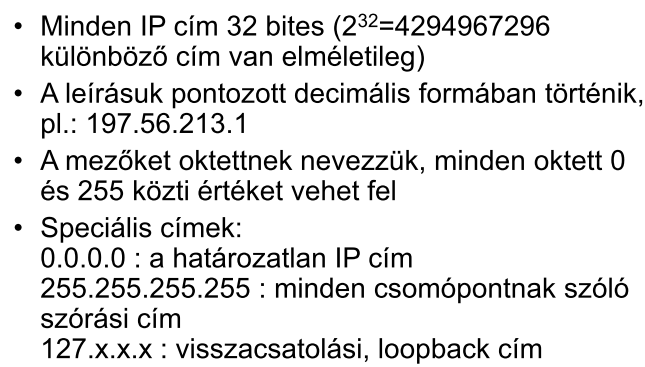 • Minden IP cím 32 bites (2³²=4294967296
különböző cím van elméletileg)
• A leírásuk pontozott decimális formában történik,
pl.: 197.56.213.1
• A mezőket oktettnek nevezzük, minden oktett 0
és 255 közti értéket vehet fel
• Speciális címek:
0.0.0.0 : a határozatlan IP cím
255.255.255.255 : minden csomópontnak szóló
szórási cím
127.x.x.x : visszacsatolási, loopback cím